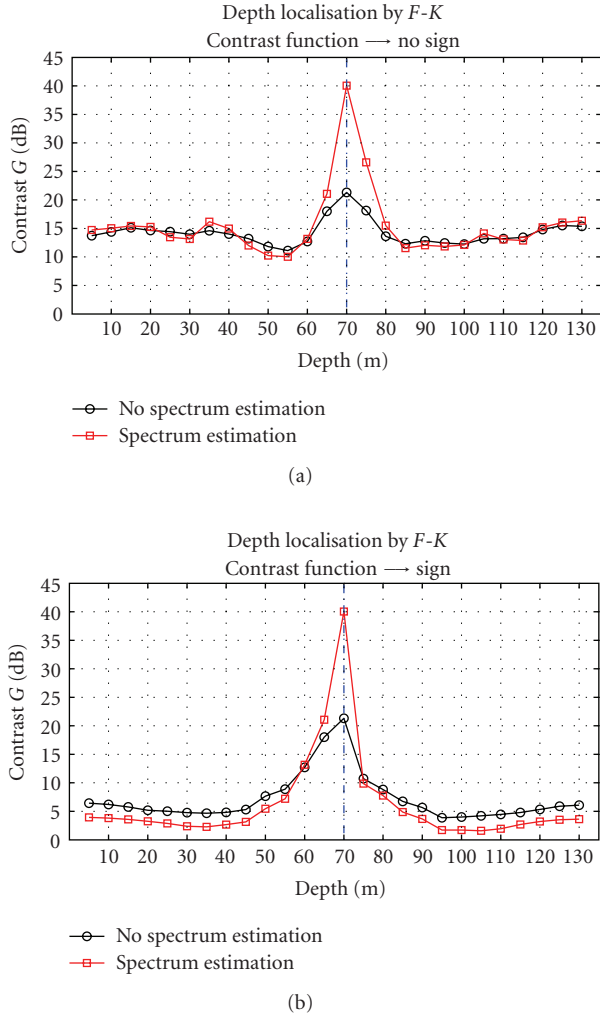 Depth localisation by F-K
Contrast function → no sign
45
40
35
30
25
20
15
10
5
0
Contrast G (dB)
10 20 30 40 50 60 70 80 90 100 110 120 130
Depth (m)
No spectrum estimation
Spectrum estimation
(a)
Depth localisation by F-K
Contrast function → sign
45
40
35
30
25
20
15
10
5
0
Contrast G (dB)
10 20 30 40 50 60 70 80 90 100 110 120 130
Depth (m)
No spectrum estimation
Spectrum estimation
(b)